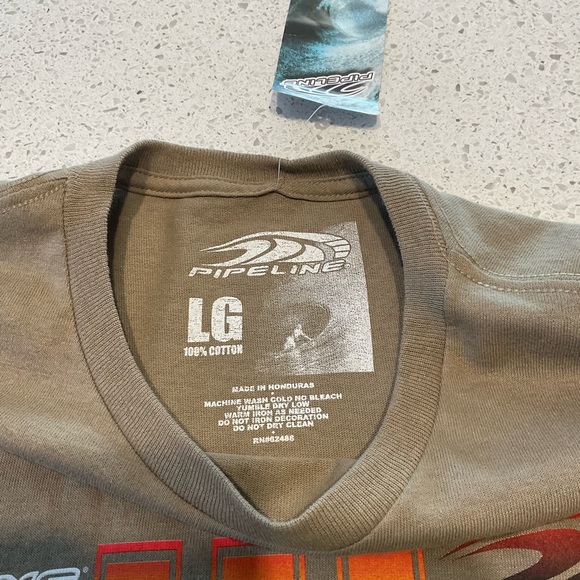 PIPELINE
PIPELINE
LG
100% COTTON
MADE IN HONDURAS
•
MACHINE WASH COLD NO BLEACH
TUMBLE DRY LOW
WARM IRON AS NEEDED
DO NOT IRON DECORATION
DO NOT DRY CLEAN
•
RN#62486